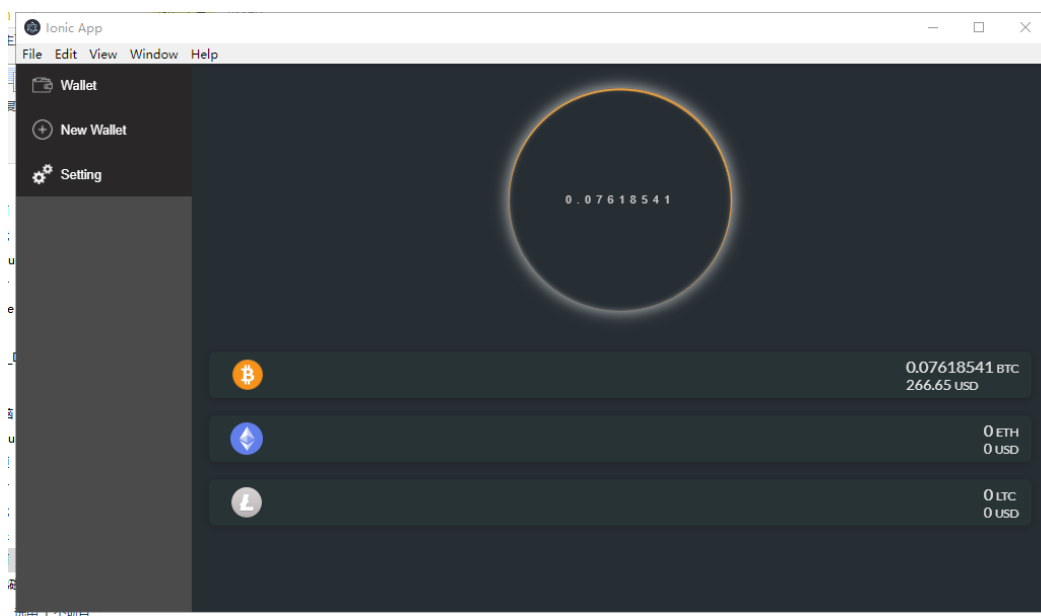 Ionic App
File Edit View Window Help
Wallet
New Wallet
Setting
0.07618541
0.07618541 BTC
266.65 USD
0 ETH
0 USD
0 LTC
0 USD